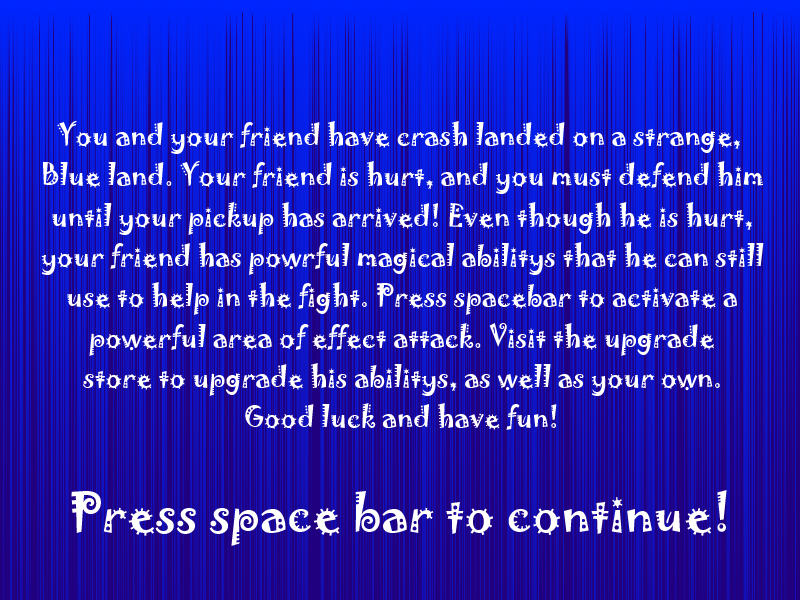 You and your friend have crash landed on a strange,
Blue land. Your friend is hurt, and you must defend him
until your pickup has arrived! Even though he is hurt,
your friend has powrful magical abilitys that he can still
use to help in the fight. Press spacebar to activate a
powerful area of effect attack. Visit the upgrade
store to upgrade his abilitys, as well as your own.
Good luck and have fun!
Press space bar to continue!